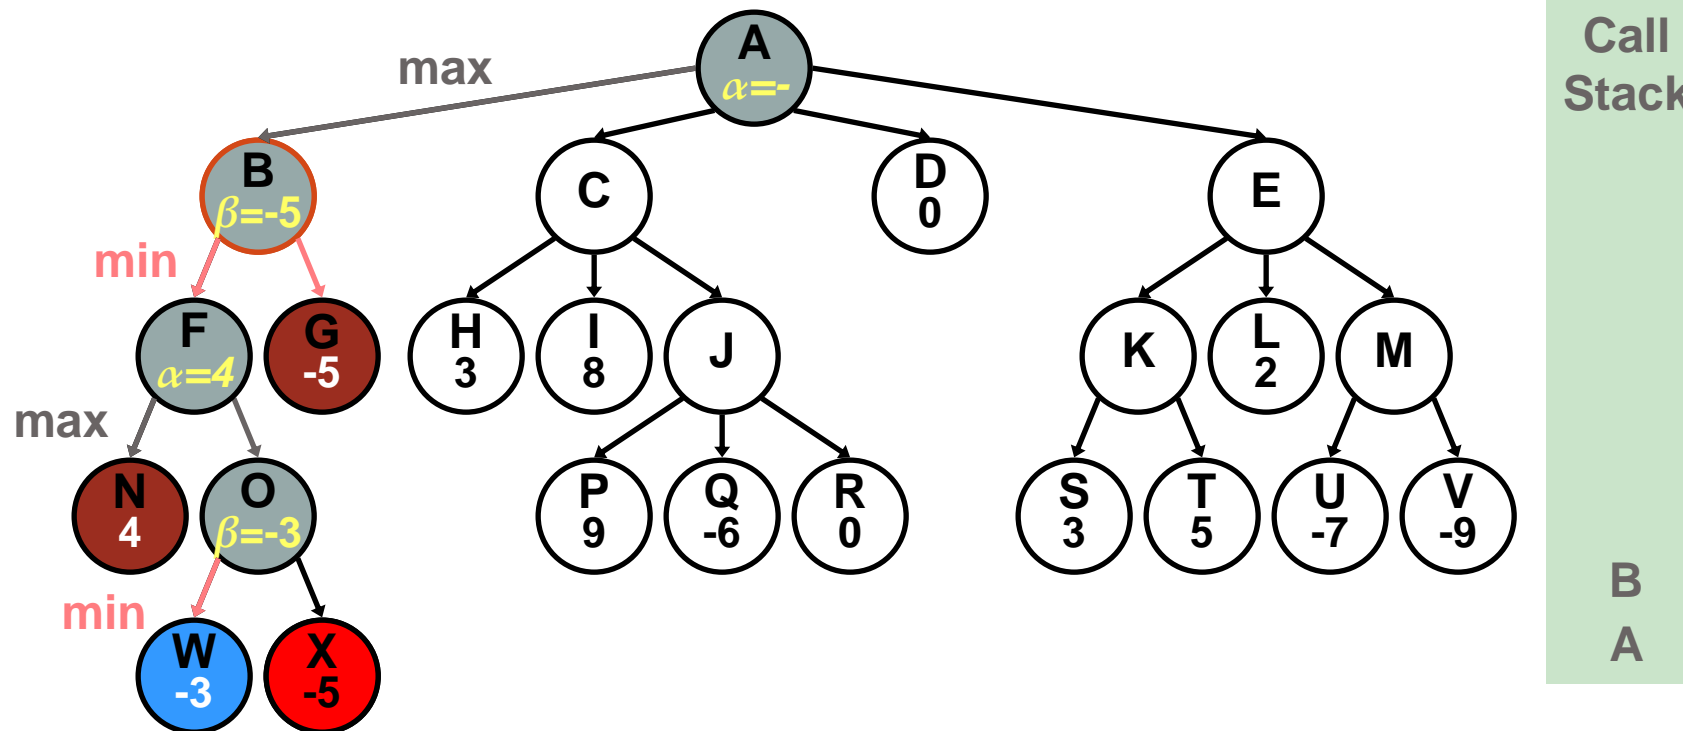 Call
Stack
A
α=-
max
B
β=-5
C
D
0
E
min
F
α=4
G
-5
H
3
I
8
J
K
L
2
M
max
N
4
O
β=-3
P
9
Q
-6
R
0
S
3
T
5
U
-7
V
-9
B
A
min
W
-3
X
-5